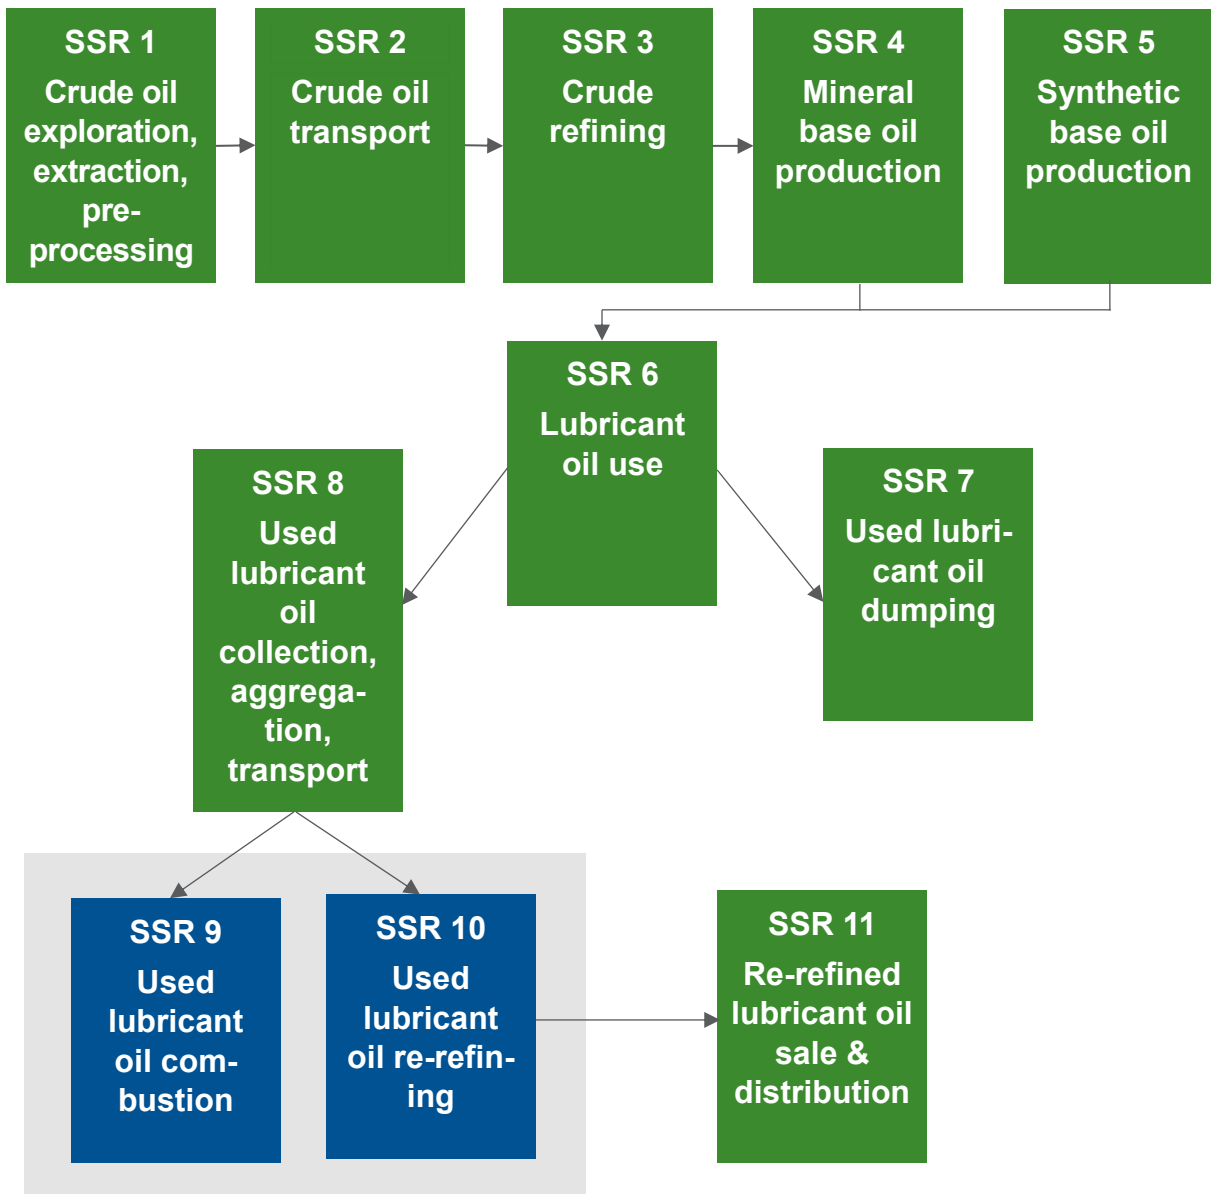 SSR 1
Crude oil
exploration,
extraction,
pre-
processing
SSR 2
Crude oil
transport
SSR 3
Crude
refining
SSR 4
Mineral
base oil
production
SSR 5
Synthetic
base oil
production
SSR 6
Lubricant
oil use
SSR 8
Used
lubricant
oil
collection,
aggrega-
tion,
transport
SSR 7
Used lubri-
cant oil
dumping
SSR 9
Used
lubricant
oil com-
bustion
SSR 10
Used
lubricant
oil re-refin-
ing
SSR 11
Re-refined
lubricant oil
sale &
distribution